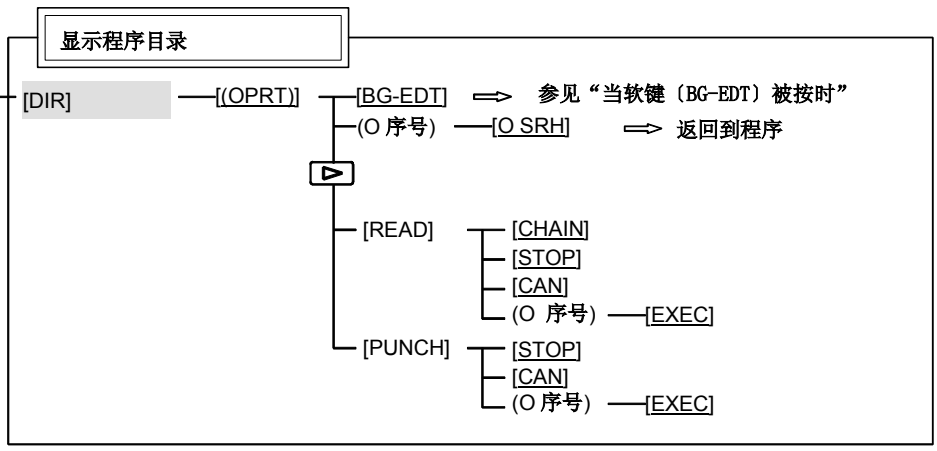 显示程序目录
[DIR] [(OPRT)] [BG-EDT] 参见“当软键〔BG-EDT〕被按时”
(O 序号) [O SRH] 返回到程序
[READ] [CHAIN]
[STOP]
[CAN]
(O 序号) [EXEC]
[PUNCH] [STOP]
[CAN]
(O 序号) [EXEC]